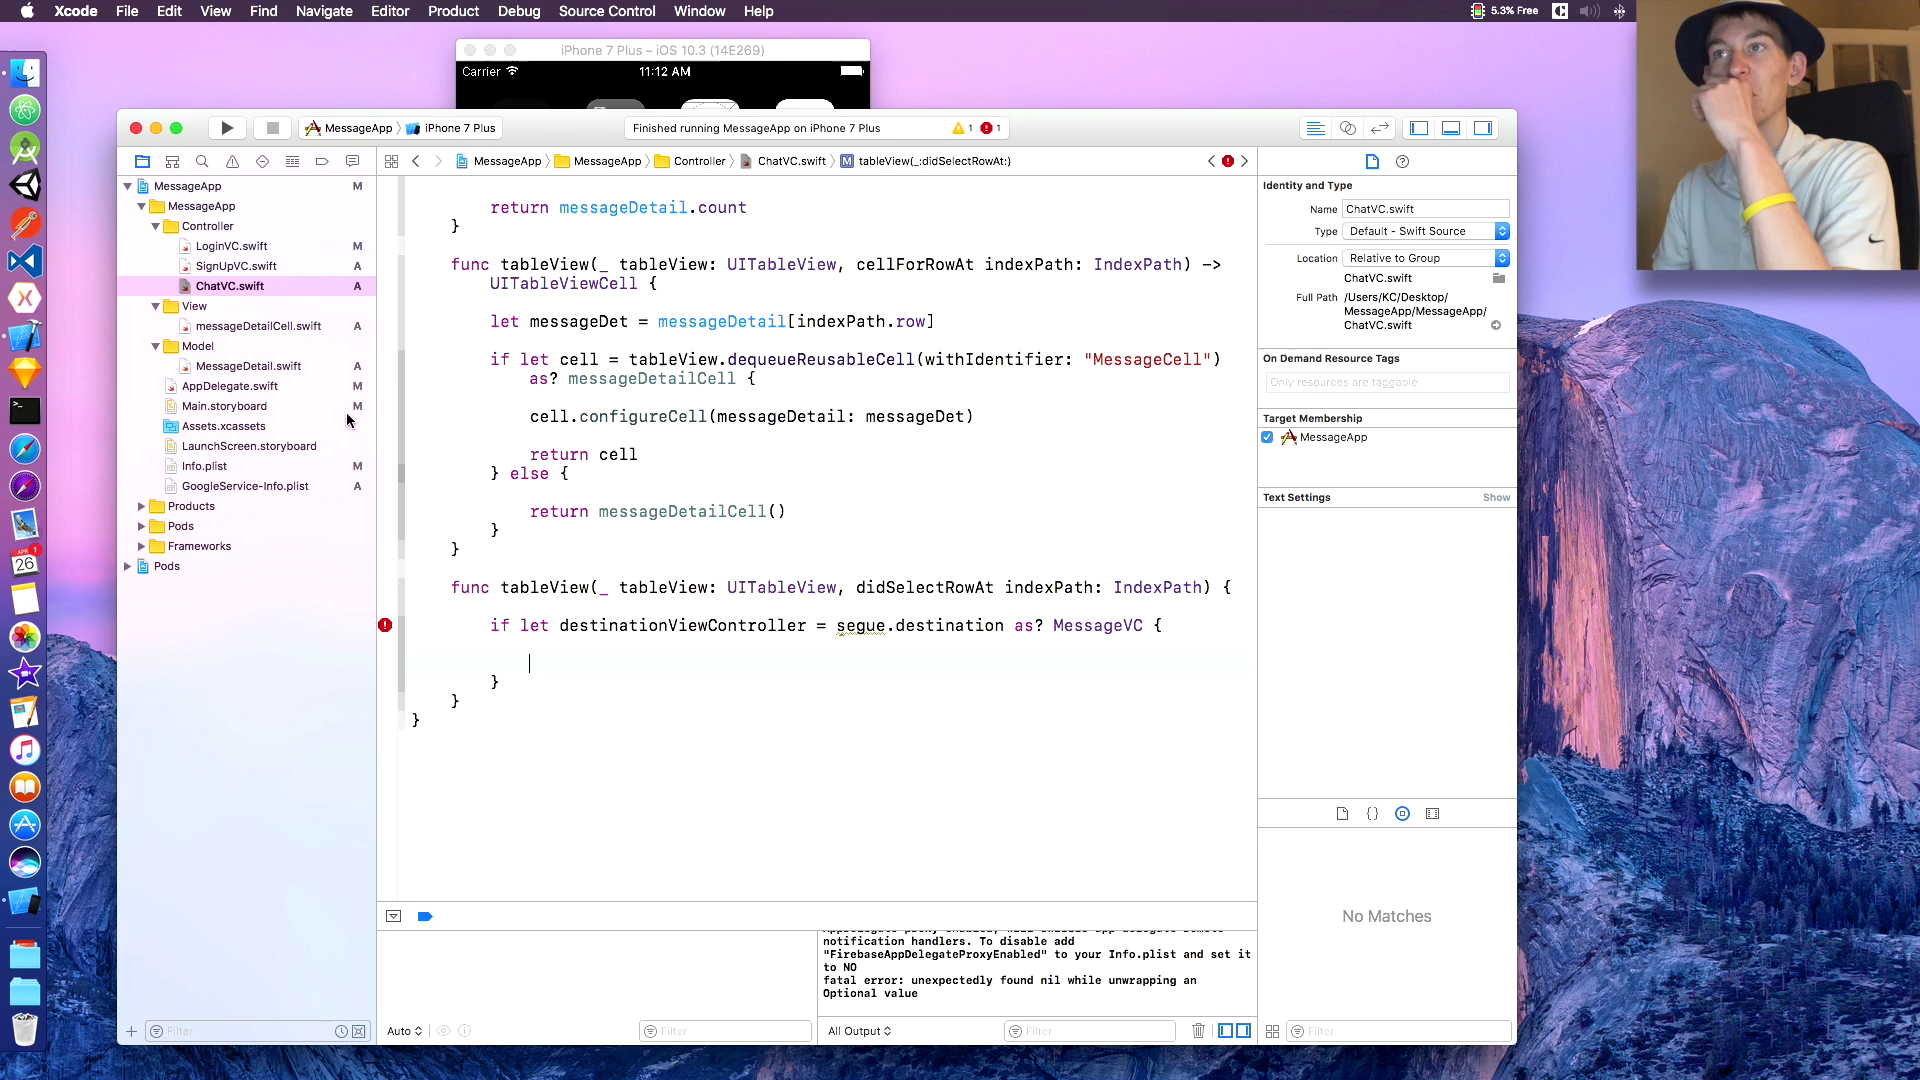 Xcode File Edit View Find Navigate Editor Product Debug Source Control Window Help
5.3% Free
iPhone 7 Plus – iOS 10.3 (14E269)
Carrier
11:12 AM
MessageApp
iPhone 7 Plus
Finished running MessageApp on iPhone 7 Plus
1
1
MessageApp
MessageApp
Controller
ChatVC.swift
M
tableView(_:didSelectRowAt:)
MessageApp M
MessageApp
Controller
LoginVC.swift M
SignUpVC.swift A
ChatVC.swift A
View
messageDetailCell.swift A
Model
MessageDetail.swift A
AppDelegate.swift M
Main.storyboard M
Assets.xcassets
LaunchScreen.storyboard
Info.plist M
GoogleService-Info.plist A
Products
Pods
Frameworks
Pods
return messageDetail.count
}
func tableView(_ tableView: UITableView, cellForRowAt indexPath: IndexPath) ->
UITableViewCell {
let messageDet = messageDetail[indexPath.row]
if let cell = tableView.dequeueReusableCell(withIdentifier: "MessageCell")
as? messageDetailCell {
cell.configureCell(messageDetail: messageDet)
return cell
} else {
return messageDetailCell()
}
}
func tableView(_ tableView: UITableView, didSelectRowAt indexPath: IndexPath) {
if let destinationViewController = segue.destination as? MessageVC {
}
}
}
Identity and Type
Name ChatVC.swift
Type Default - Swift Source
Location Relative to Group
ChatVC.swift
Full Path /Users/KC/Desktop/
MessageApp/MessageApp/
ChatVC.swift
On Demand Resource Tags
Only resources are taggable
Target Membership
MessageApp
Text Settings Show
No Matches
notification handlers. To disable add
"FirebaseAppDelegateProxyEnabled" to your Info.plist and set it
to NO
fatal error: unexpectedly found nil while unwrapping an
Optional value
Filter
Auto
Filter
All Output
Filter
Filter
APR
26
1